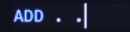 ADD . .